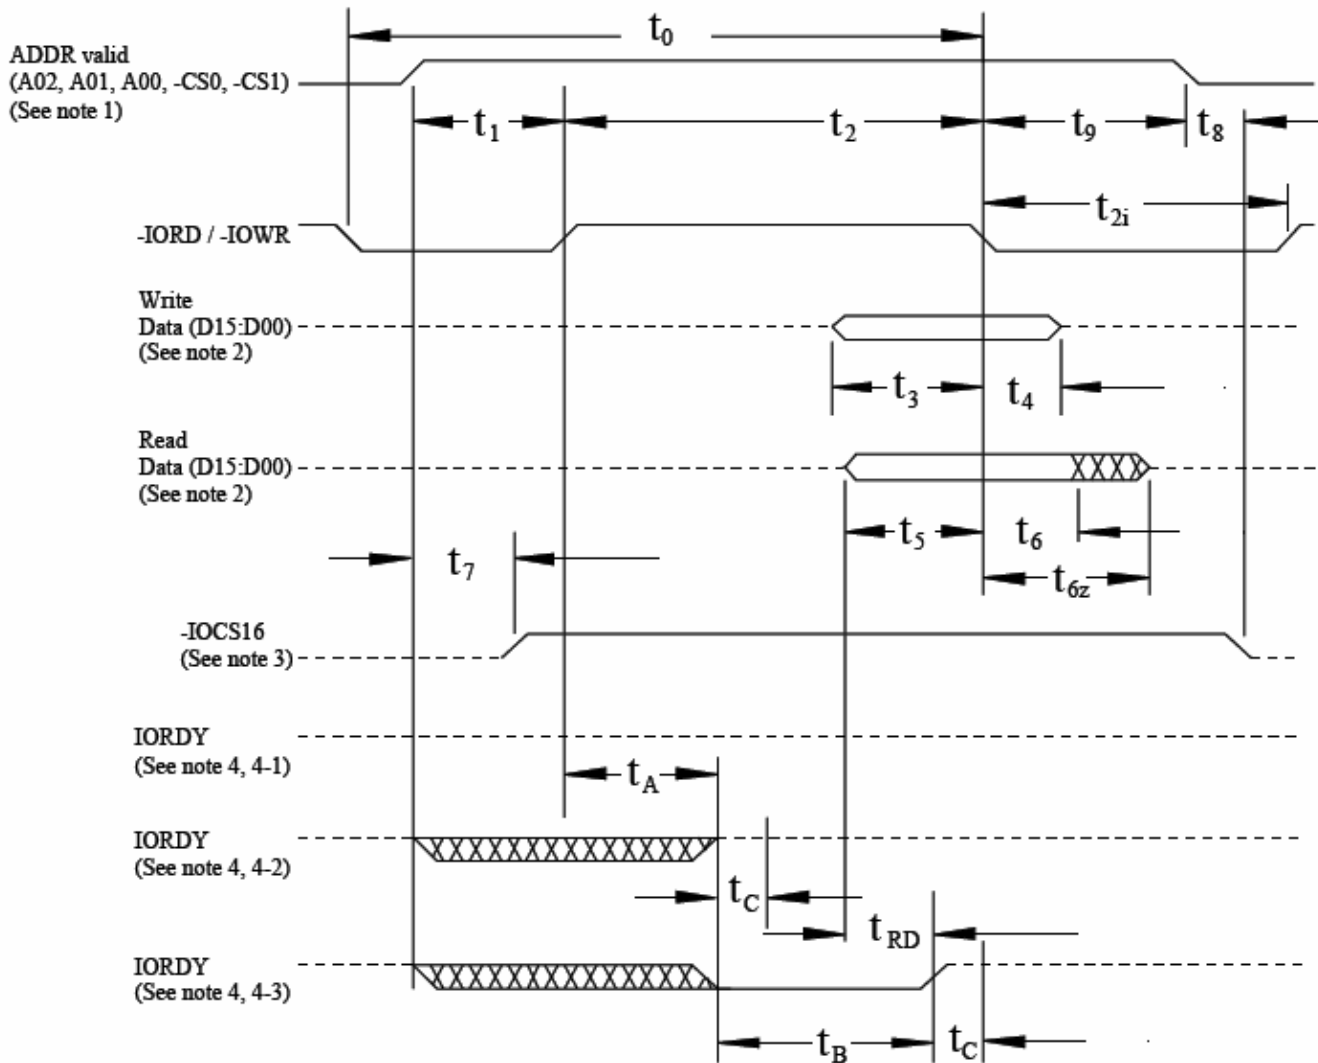 t0
ADDR valid
(A02, A01, A00, -CS0, -CS1)
(See note 1)
t1
t2
t9
t8
t2i
-IORD / -IOWR
Write
Data (D15:D00)
(See note 2)
t3
t4
Read
Data (D15:D00)
(See note 2)
t5
t6
t7
t6z
-IOCS16
(See note 3)
IORDY
(See note 4, 4-1)
tA
IORDY
(See note 4, 4-2)
tC
tRD
IORDY
(See note 4, 4-3)
tB
tC